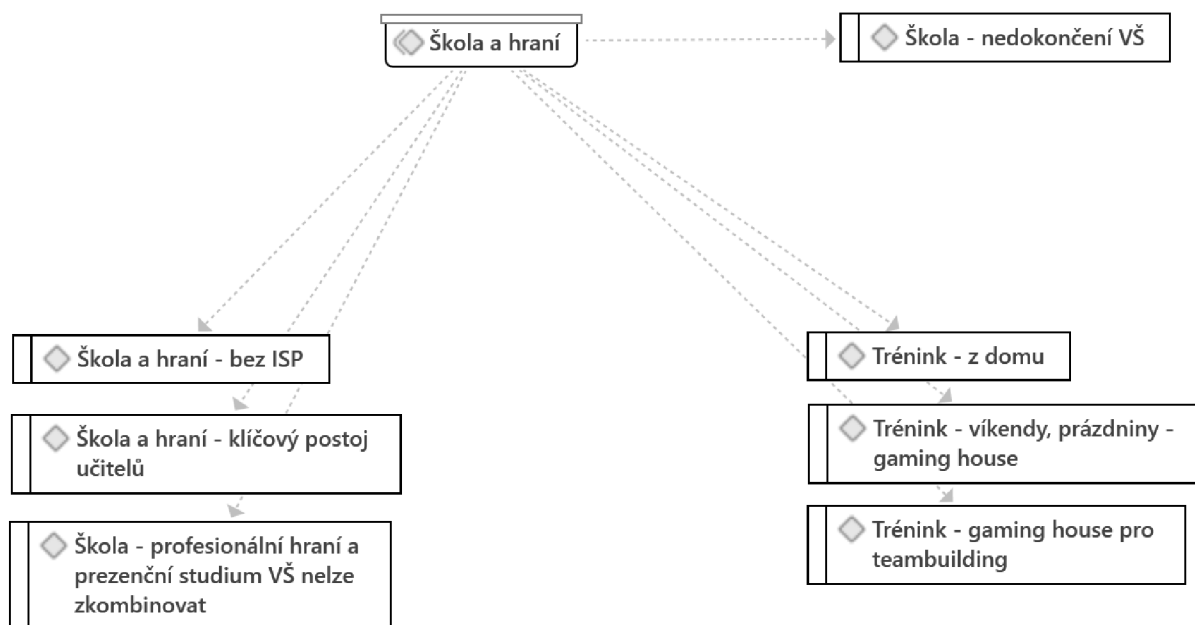 Škola a hraní
Škola - nedokončení VŠ
Škola a hraní - bez ISP
Škola a hraní - klíčový postoj
učitelů
Škola - profesionální hraní a
prezenční studium VŠ nelze
zkombinovat
Trénink - z domu
Trénink - víkendy, prázdniny -
gaming house
Trénink - gaming house pro
teambuilding